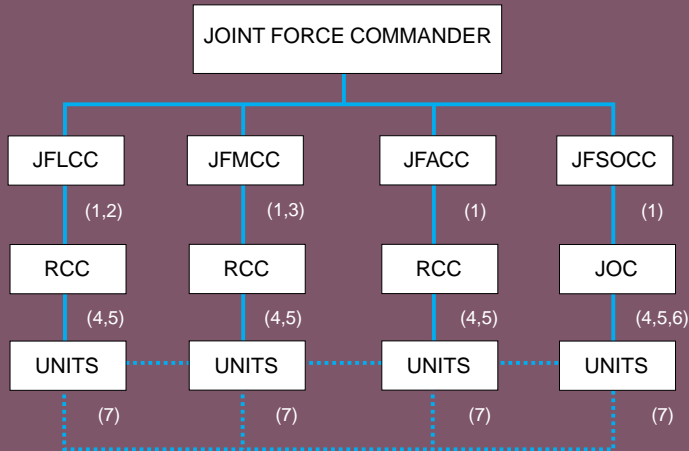 JOINT FORCE COMMANDER
JFLCC JFMCC JFACC JFSOCC
(1,2) (1,3) (1) (1)
RCC RCC RCC JOC
(4,5) (4,5) (4,5) (4,5,6)
UNITS UNITS UNITS UNITS
(7) (7) (7) (7)